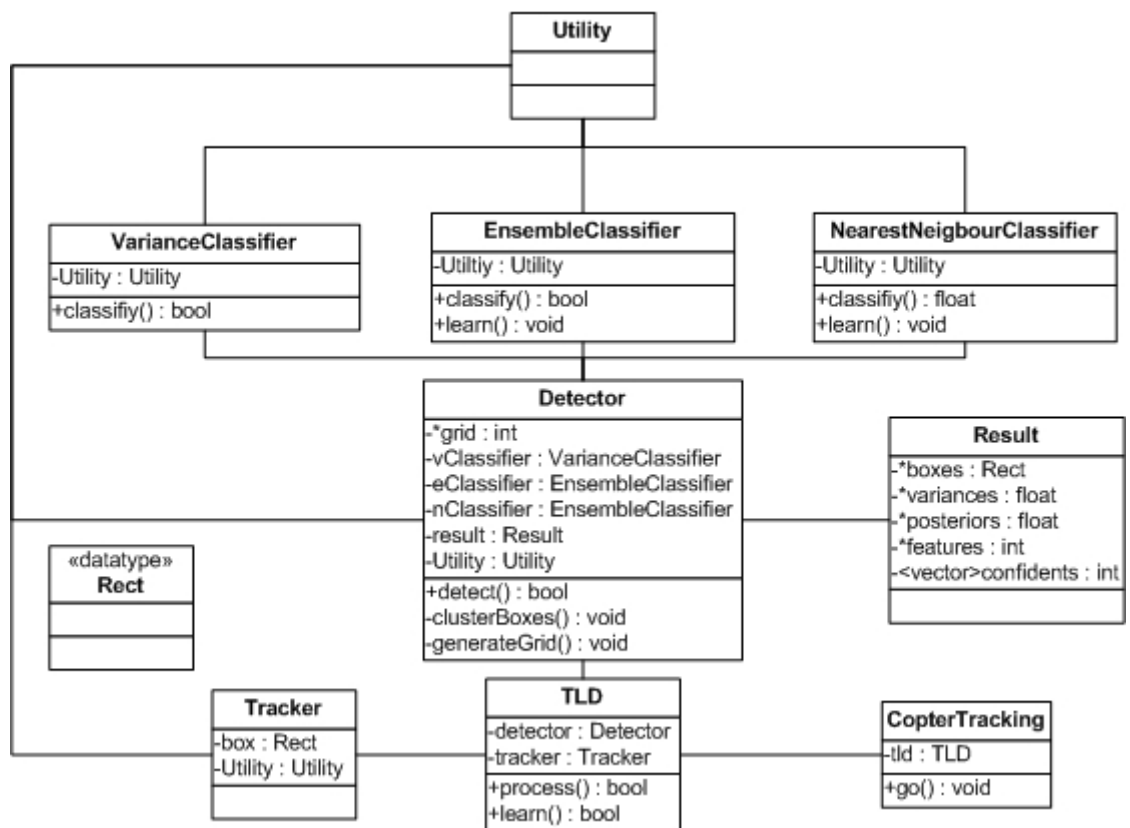 Utility
VarianceClassifier
-Utility : Utility
+classifiy() : bool
EnsembleClassifier
-Utiltiy : Utility
+classify() : bool
+learn() : void
NearestNeigbourClassifier
-Utility : Utility
+classifiy() : float
+learn() : void
Detector
-*grid : int
-vClassifier : VarianceClassifier
-eClassifier : EnsembleClassifier
-nClassifier : EnsembleClassifier
-result : Result
-Utility : Utility
+detect() : bool
-clusterBoxes() : void
-generateGrid() : void
Result
-*boxes : Rect
-*variances : float
-*posteriors : float
-*features : int
-<vector>confidents : int
«datatype»
Rect
Tracker
-box : Rect
-Utility : Utility
TLD
-detector : Detector
-tracker : Tracker
+process() : bool
+learn() : bool
CopterTracking
-tld : TLD
+go() : void